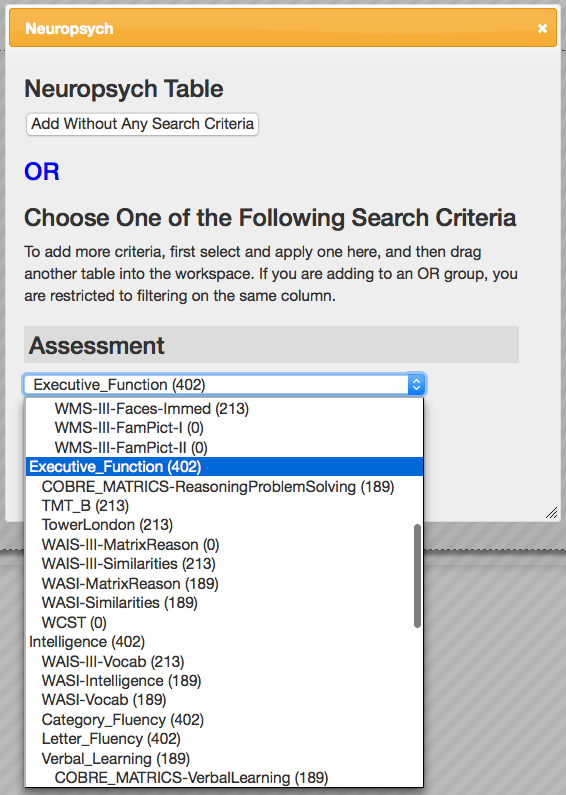 Neuropsych
Neuropsych Table
Add Without Any Search Criteria
OR
Choose One of the Following Search Criteria
To add more criteria, first select and apply one here, and then drag
another table into the workspace. If you are adding to an OR group, you
are restricted to filtering on the same column.
Assessment
Executive_Function (402)
WMS-III-Faces-Immed (213)
WMS-III-FamPict-I (0)
WMS-III-FamPict-II (0)
Executive_Function (402)
COBRE_MATRICS-ReasoningProblemSolving (189)
TMT_B (213)
TowerLondon (213)
WAIS-III-MatrixReason (0)
WAIS-III-Similarities (213)
WASI-MatrixReason (189)
WASI-Similarities (189)
WCST (0)
Intelligence (402)
WAIS-III-Vocab (213)
WASI-Intelligence (189)
WASI-Vocab (189)
Category_Fluency (402)
Letter_Fluency (402)
Verbal_Learning (189)
COBRE_MATRICS-VerbalLearning (189)